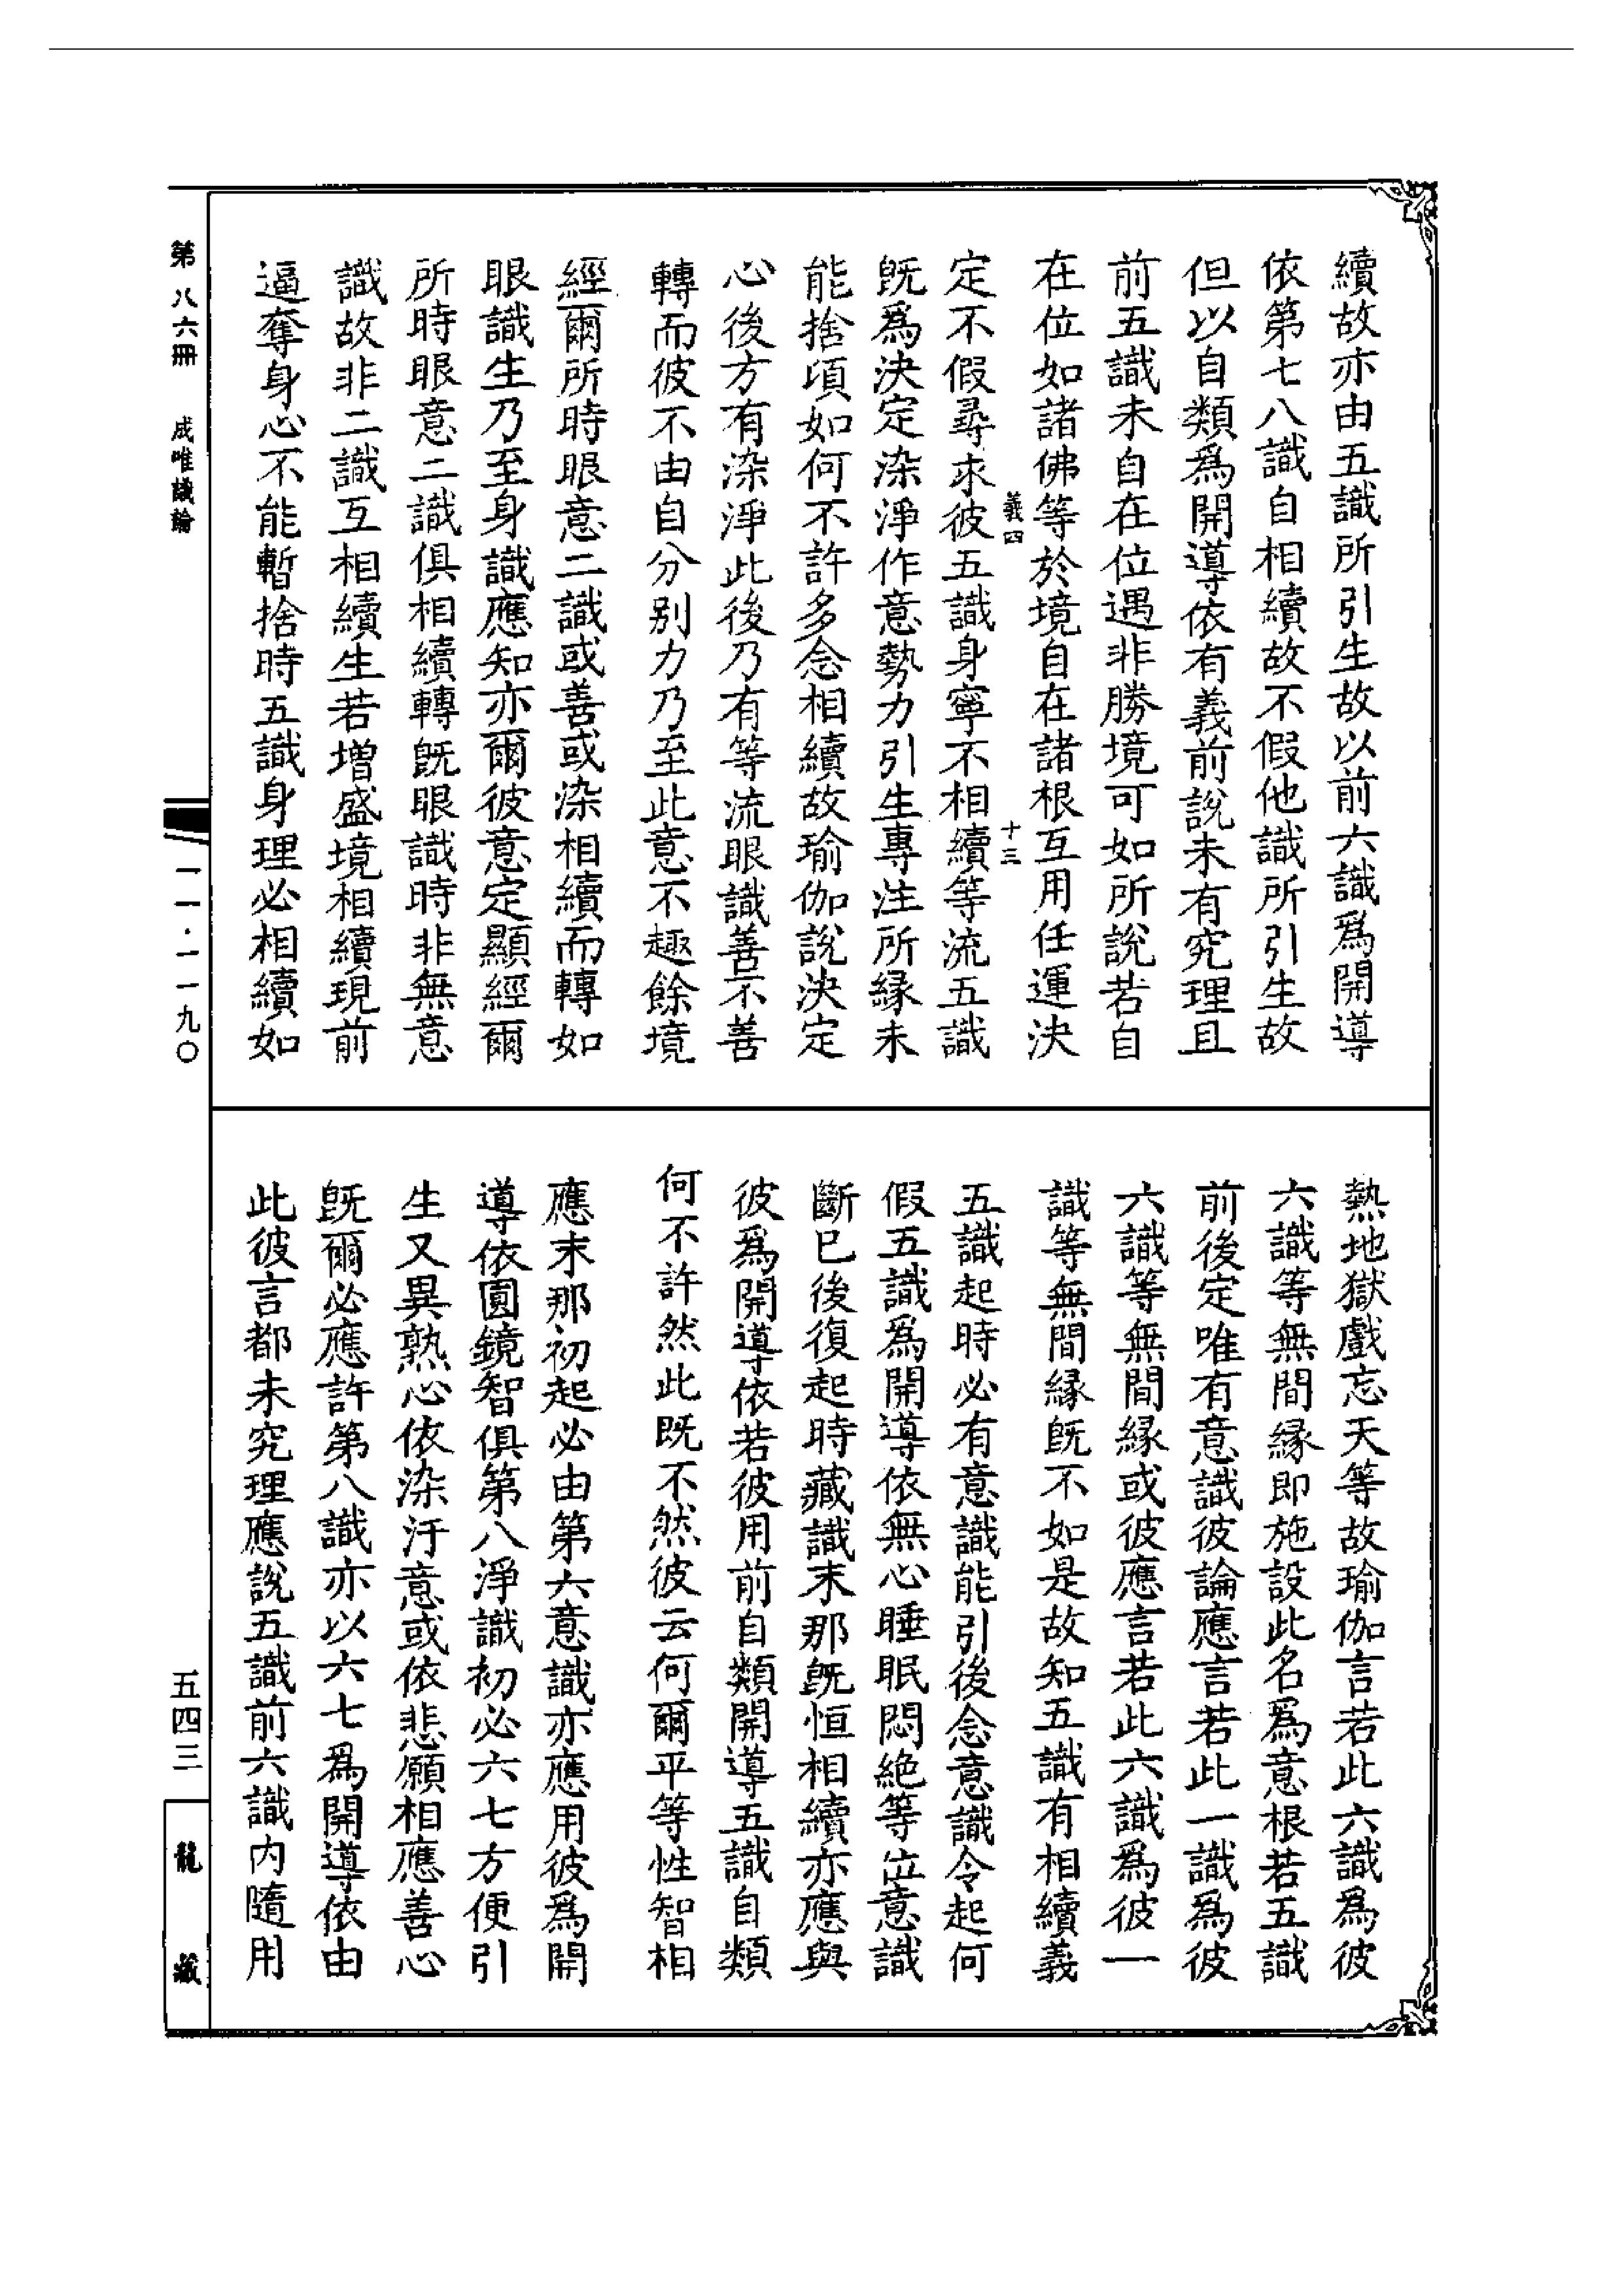 續故亦由五識所引生故以前六識爲開導
依第七八識自相續故不假他識所引生故
但以自類爲開導依有義前說未有究理且
前五識未自在位遇非勝境可如所說若自
在位如諸佛等於境自在諸根互用任運決
義四 十三
定不假尋求彼五識身寧不相續等流五識
旣爲決定染淨作意勢力引生專注所緣未
能捨頃如何不許多念相續故瑜伽說決定
心後方有染淨此後乃有等流眼識善不善
轉而彼不由自分别力乃至此意不趣餘境
經爾所時眼意二識或善或染相續而轉如
眼識生乃至身識應知亦爾彼意定顯經爾
所時眼意二識俱相續轉旣眼識時非無意
識故非二識互相續生若增盛境相續現前
逼奪身心不能暫捨時五識身理必相續如
熱地獄戲忘天等故瑜伽言若此六識爲彼
六識等無間緣即施設此名爲意根若五識
前後定唯有意識彼論應言若此一識爲彼
六識等無間緣或彼應言若此六識爲彼一
識等無間緣旣不如是故知五識有相續義
五識起時必有意識能引後念意識令起何
假五識爲開導依無心睡眠悶絶等位意識
斷已後復起時藏識末那旣恒相續亦應與
彼爲開導依若彼用前自類開導五識自類
何不許然此旣不然彼云何爾平等性智相
應末那初起必由第六意識亦應用彼爲開
導依圓鏡智俱第八淨識初必六七方便引
生又異熟心依染汙意或依悲願相應善心
旣爾必應許第八識亦以六七爲開導依由
此彼言都未究理應說五識前六識内隨用
第八六冊 成唯識論
一一·一一九〇
五四三
龍藏